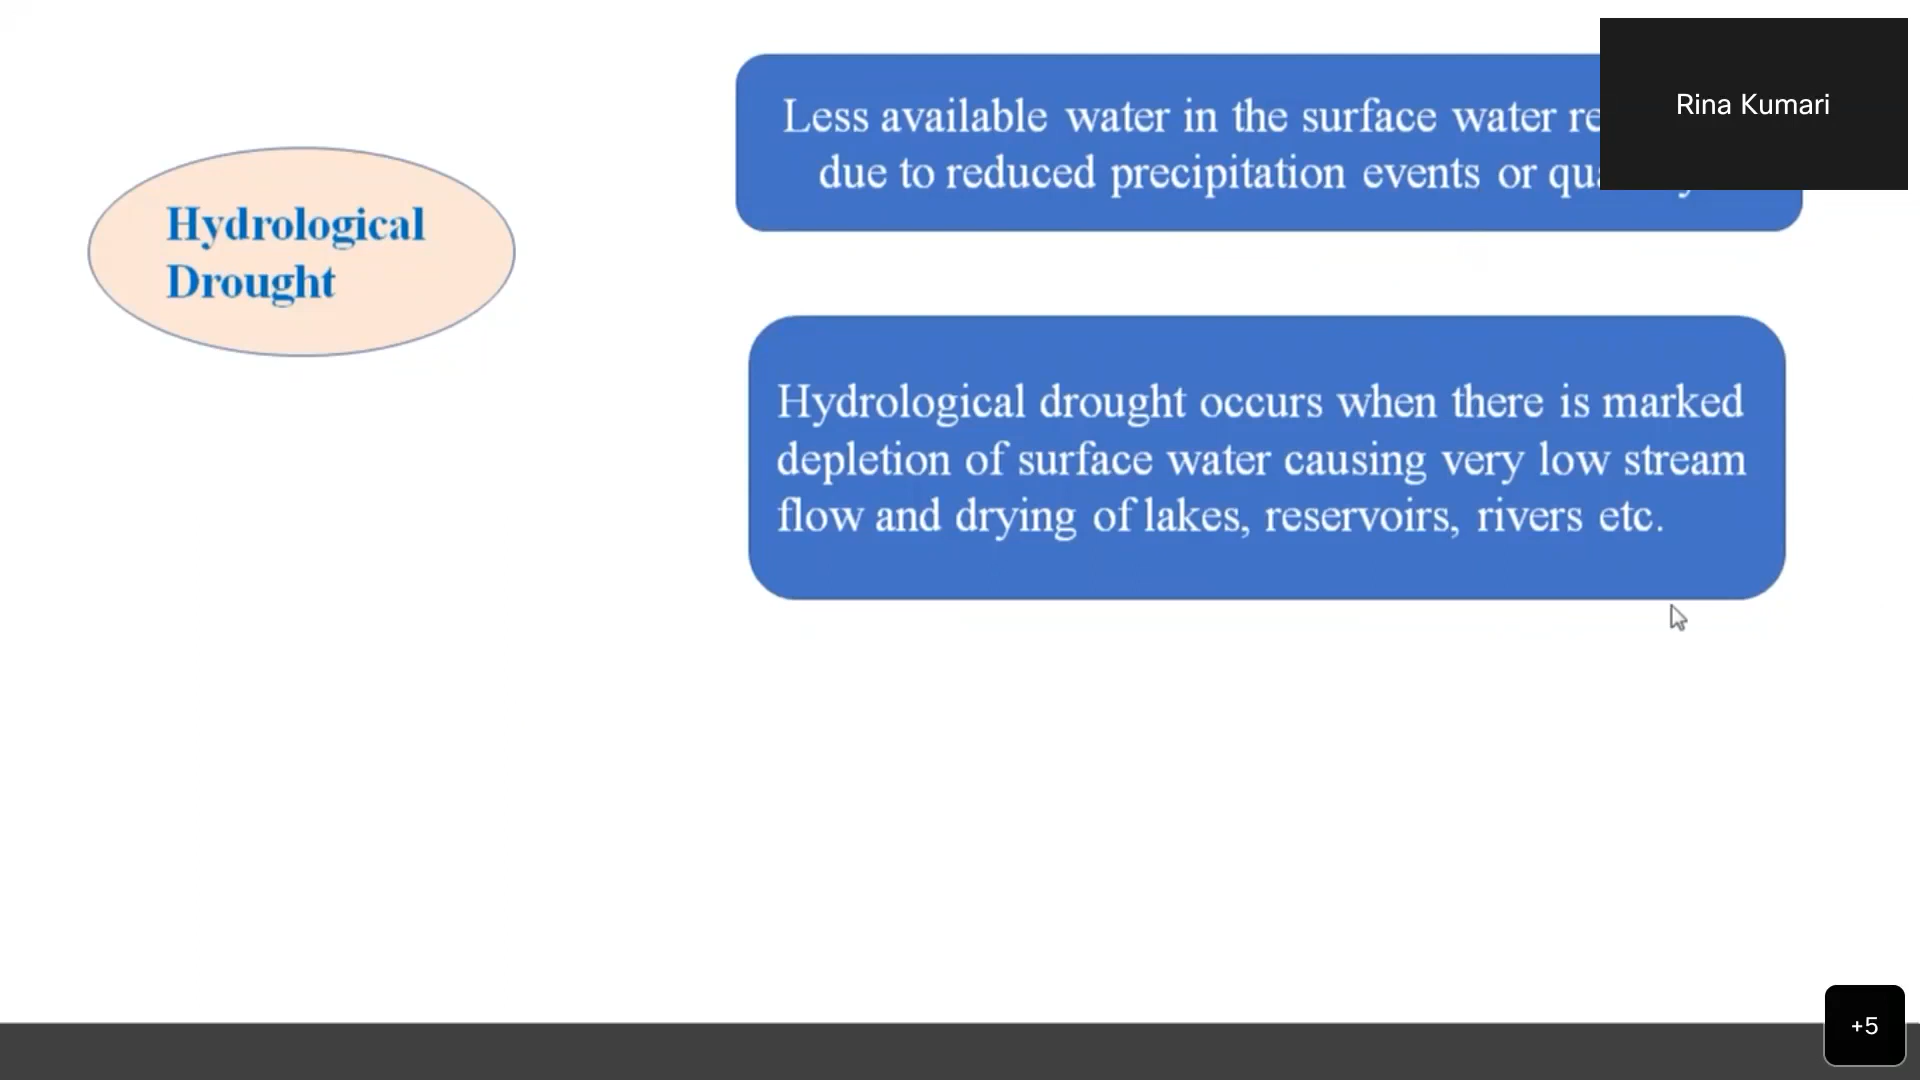 Hydrological
Drought
Less available water in the surface water
due to reduced precipitation events or
Rina Kumari
Hydrological drought occurs when there is marked
depletion of surface water causing very low stream
flow and drying of lakes, reservoirs, rivers etc.
+5